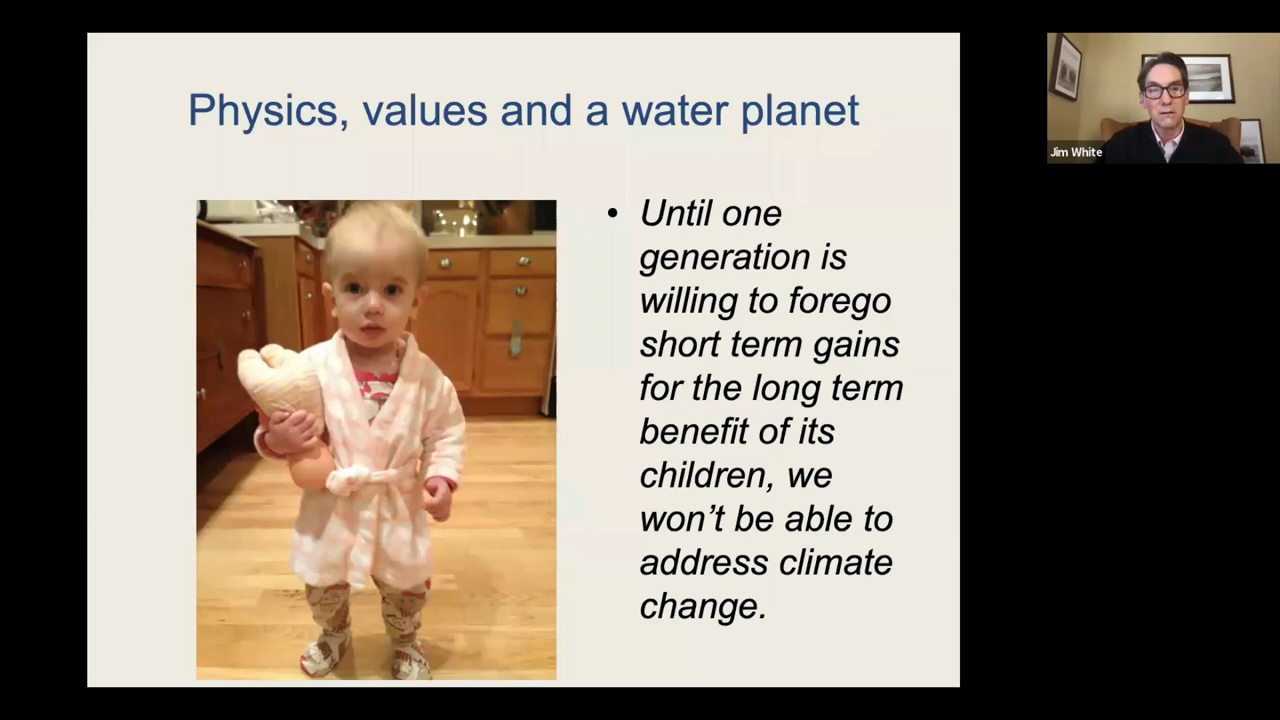 Physics, values and a water planet
Jim White
• Until one
generation is
willing to forego
short term gains
for the long term
benefit of its
children, we
won't be able to
address climate
change.